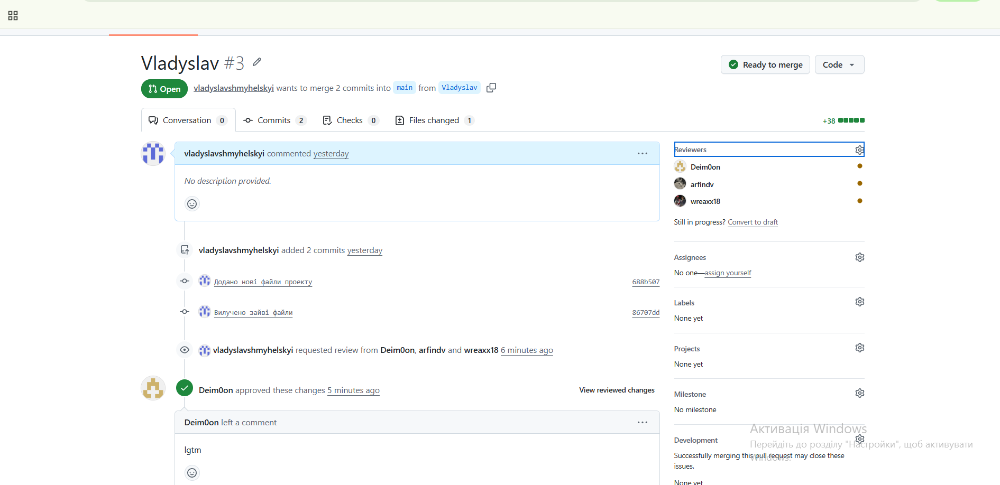 Vladyslav #3
Ready to merge
Code
Open
vladyslavshmyhelskyi wants to merge 2 commits into main from Vladyslav
Conversation 0
Commits 2
Checks 0
Files changed 1
+38
vladyslavshmyhelskyi commented yesterday
No description provided.
vladyslavshmyhelskyi added 2 commits yesterday
Додано нові файли проекту
688b507
Вилучено зайві файли
86707dd
vladyslavshmyhelskyi requested review from Deim0on, arfindv and wreaxx18 6 minutes ago
Deim0on approved these changes 5 minutes ago
View reviewed changes
Deim0on left a comment
lgtm
Reviewers
Deim0on
arfindv
wreaxx18
Still in progress? Convert to draft
Assignees
No one—assign yourself
Labels
None yet
Projects
None yet
Milestone
No milestone
Development
Successfully merging this pull request may close these
issues.
None yet
Активація Windows
Перейдіть до розділу "Настройки", щоб активувати
Windows.